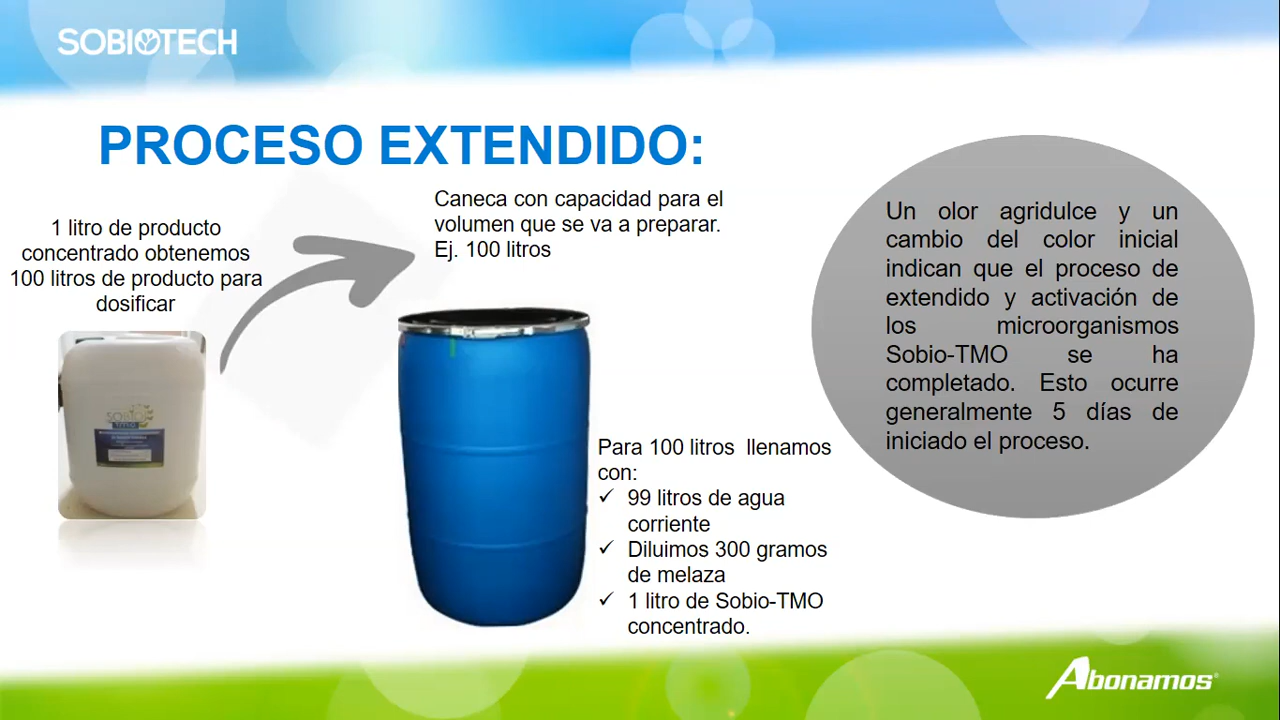 SOBIOTECH
PROCESO EXTENDIDO:
1 litro de producto
concentrado obtenemos
100 litros de producto para
dosificar
Caneca con capacidad para el
volumen que se va a preparar.
Ej. 100 litros
SOBIO
TMO
Para 100 litros llenamos
con:
✓ 99 litros de agua
corriente
✓ Diluimos 300 gramos
de melaza
✓ 1 litro de Sobio-TMO
concentrado.
Un olor agridulce y un
cambio del color inicial
indican que el proceso de
extendido y activación de
los microorganismos
Sobio-TMO se ha
completado. Esto ocurre
generalmente 5 días de
iniciado el proceso.
Abonamos